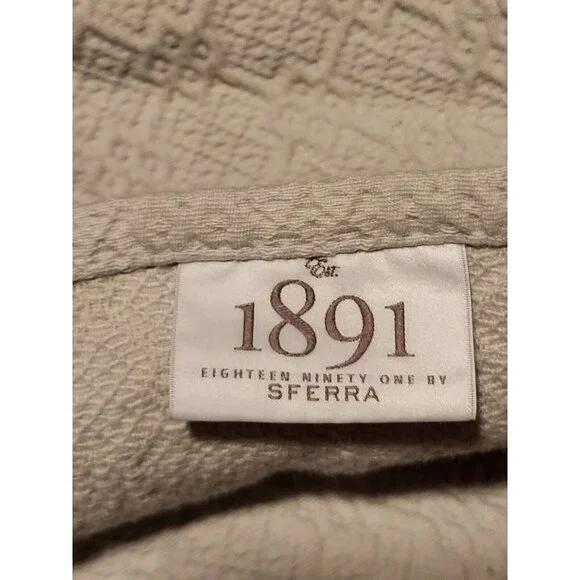 Est.
1891
EIGHTEEN NINETY ONE BY
SFERRA